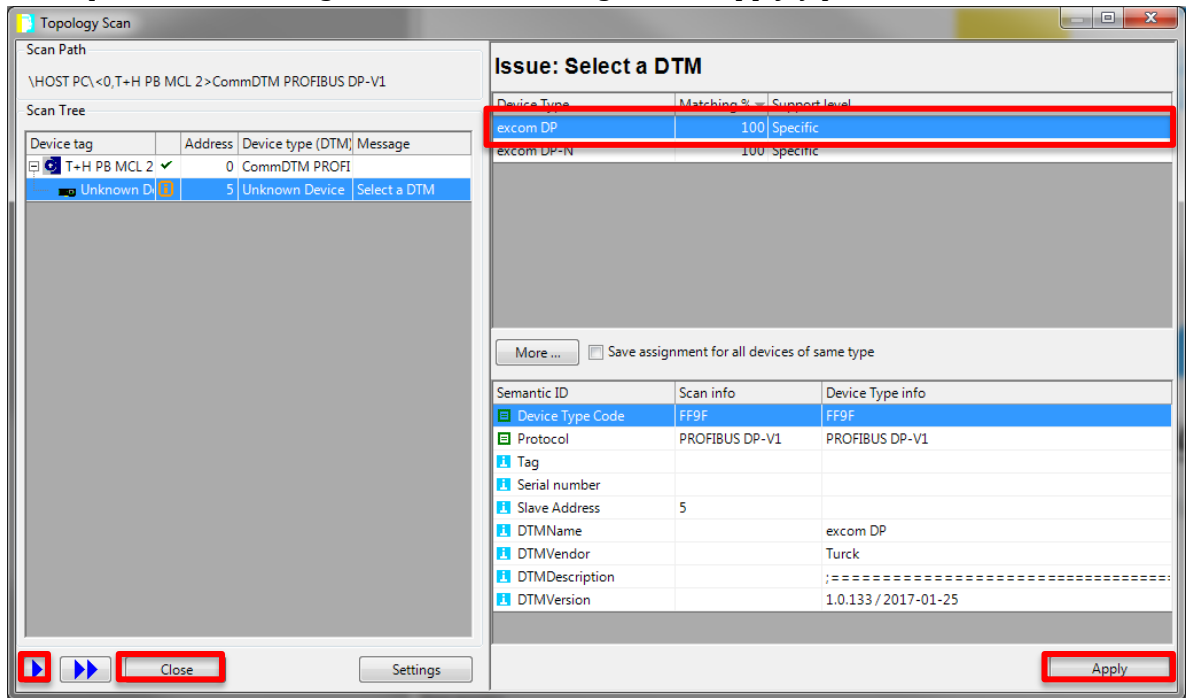 Topology Scan
Scan Path
\HOST PC\<0,T+H PB MCL 2>CommDTM PROFIBUS DP-V1
Scan Tree
Device tag Address Device type (DTM) Message
T+H PB MCL 2 0 CommDTM PROFI
Unknown D 5 Unknown Device Select a DTM
Close
Settings
Issue: Select a DTM
Device Type Matching % Support level
excom DP 100 Specific
excom DP-N 100 Specific
More ... Save assignment for all devices of same type
Semantic ID Scan info Device Type info
Device Type Code FF9F FF9F
Protocol PROFIBUS DP-V1 PROFIBUS DP-V1
Tag
Serial number
Slave Address 5
DTMName excom DP
DTMVendor Turck
DTMDescription ;===================================
DTMVersion 1.0.133 / 2017-01-25
Apply